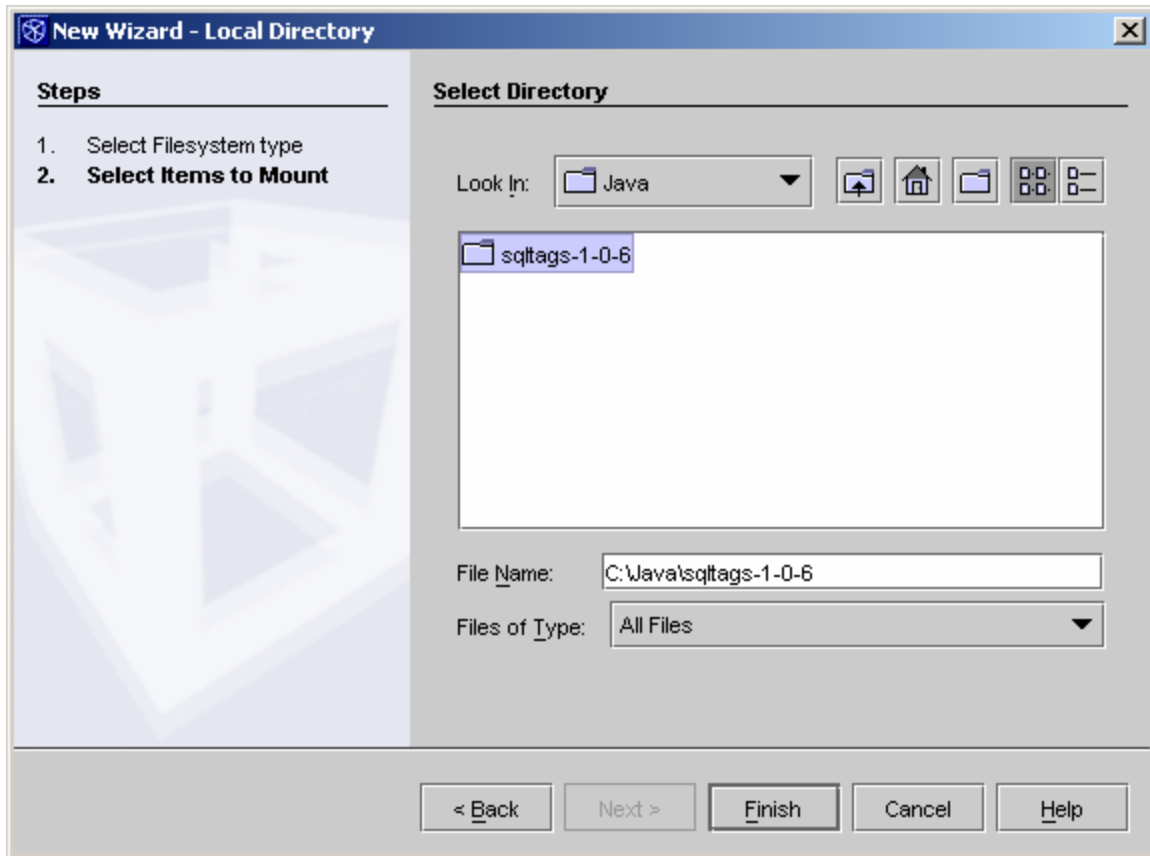 New Wizard - Local Directory
Steps
1. Select Filesystem type
2. Select Items to Mount
Select Directory
Look In: Java
sqltags-1-0-6
File Name: C:\Java\sqltags-1-0-6
Files of Type: All Files
< Back Next > Finish Cancel Help